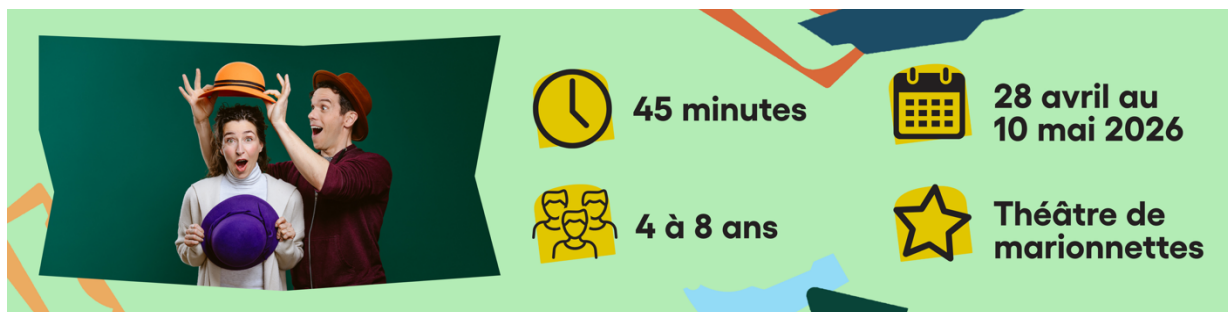 45 minutes
28 avril au
10 mai 2026
4 à 8 ans
Théâtre de
marionnettes